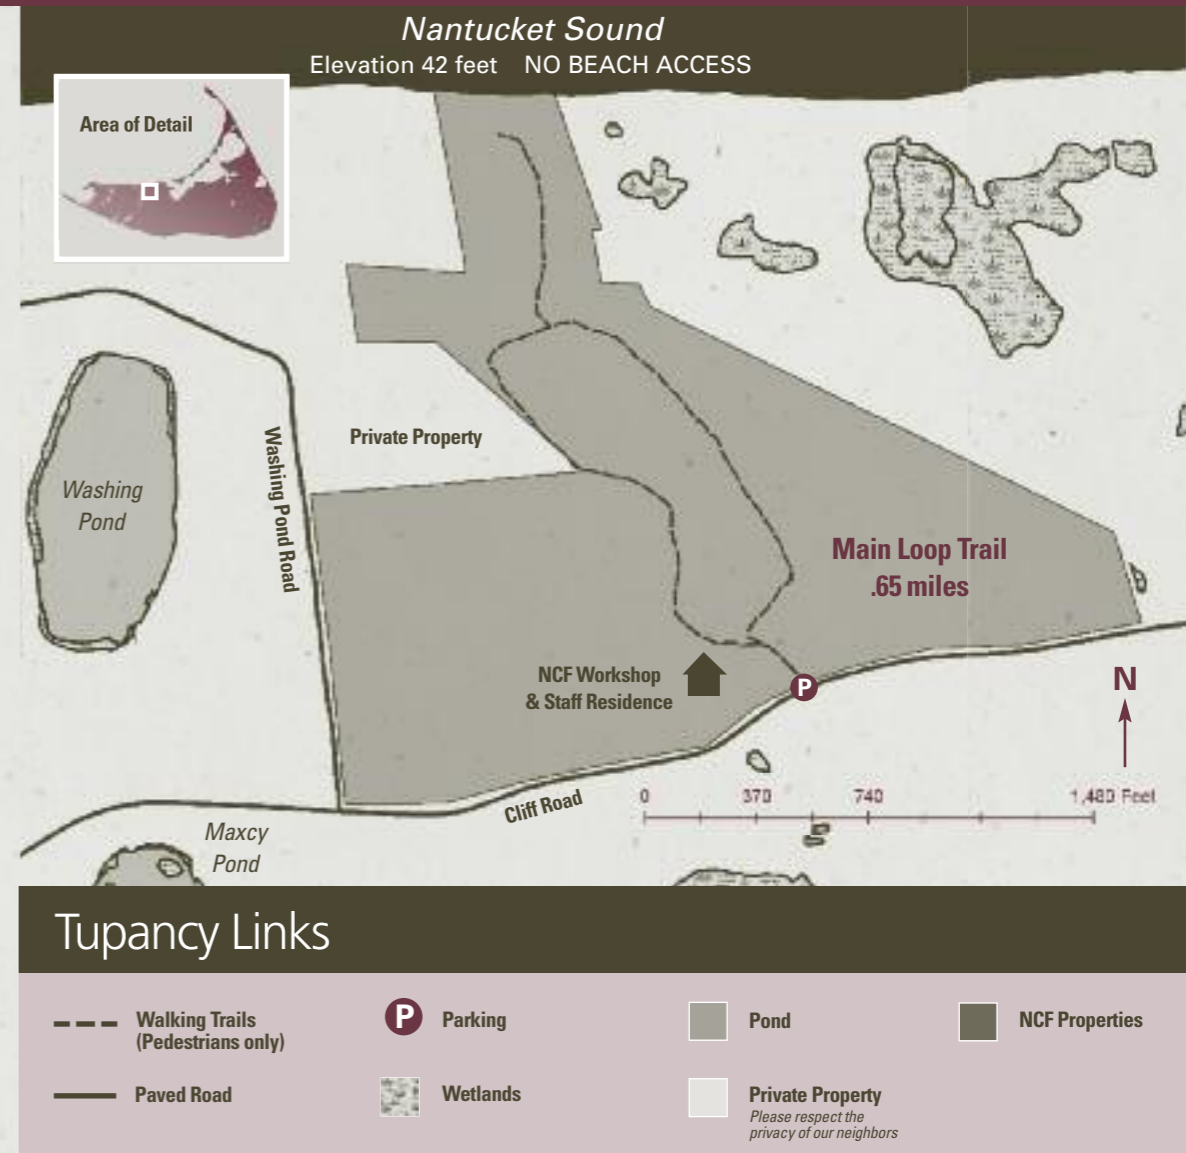 Nantucket Sound
Elevation 42 feet NO BEACH ACCESS
Area of Detail
Washing Pond Road
Private Property
Washing
Pond
Main Loop Trail
.65 miles
NCF Workshop
& Staff Residence
P
N
0 370 740 1,480 Feet
Cliff Road
Maxcy
Pond
Tupancy Links
Walking Trails
(Pedestrians only)
P Parking
Pond
NCF Properties
Paved Road
Wetlands
Private Property
Please respect the
privacy of our neighbors